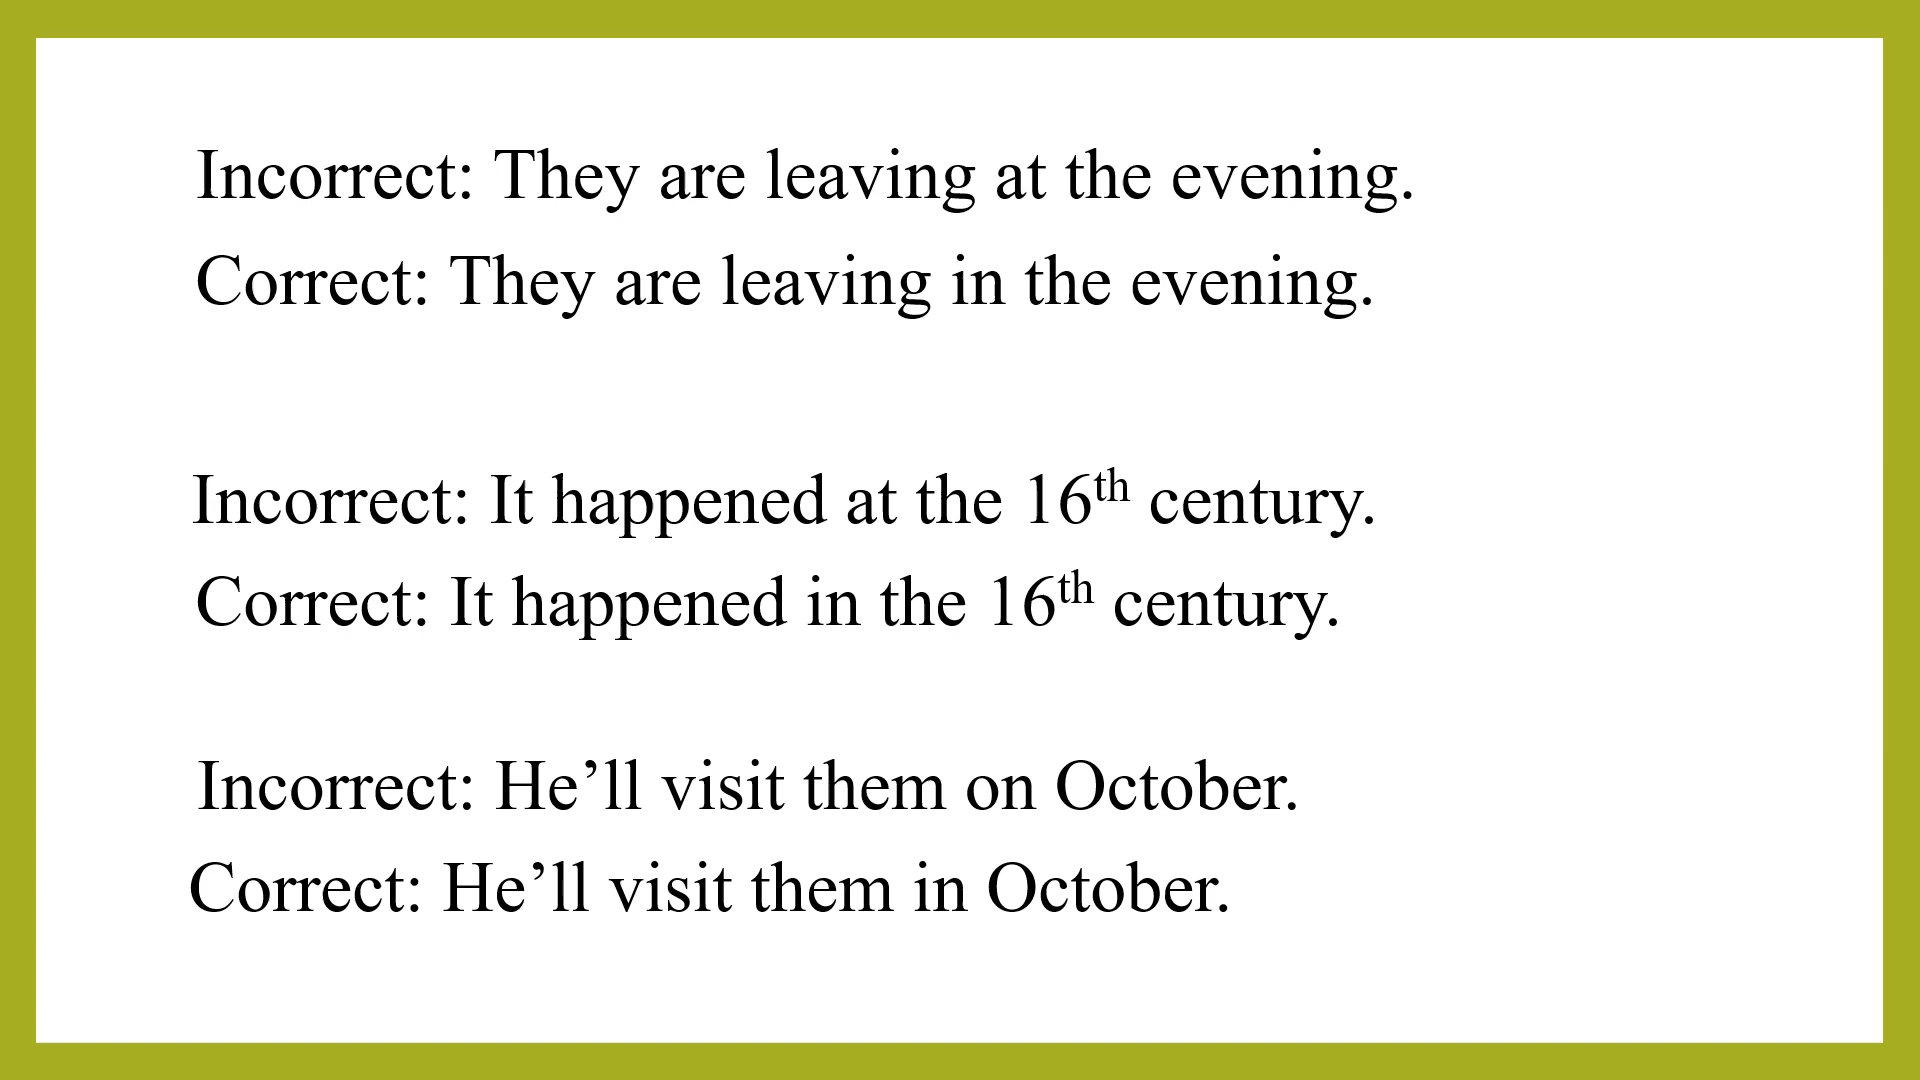 Incorrect: They are leaving at the evening.
Correct: They are leaving in the evening.
Incorrect: It happened at the 16th century.
Correct: It happened in the 16th century.
Incorrect: He’ll visit them on October.
Correct: He’ll visit them in October.